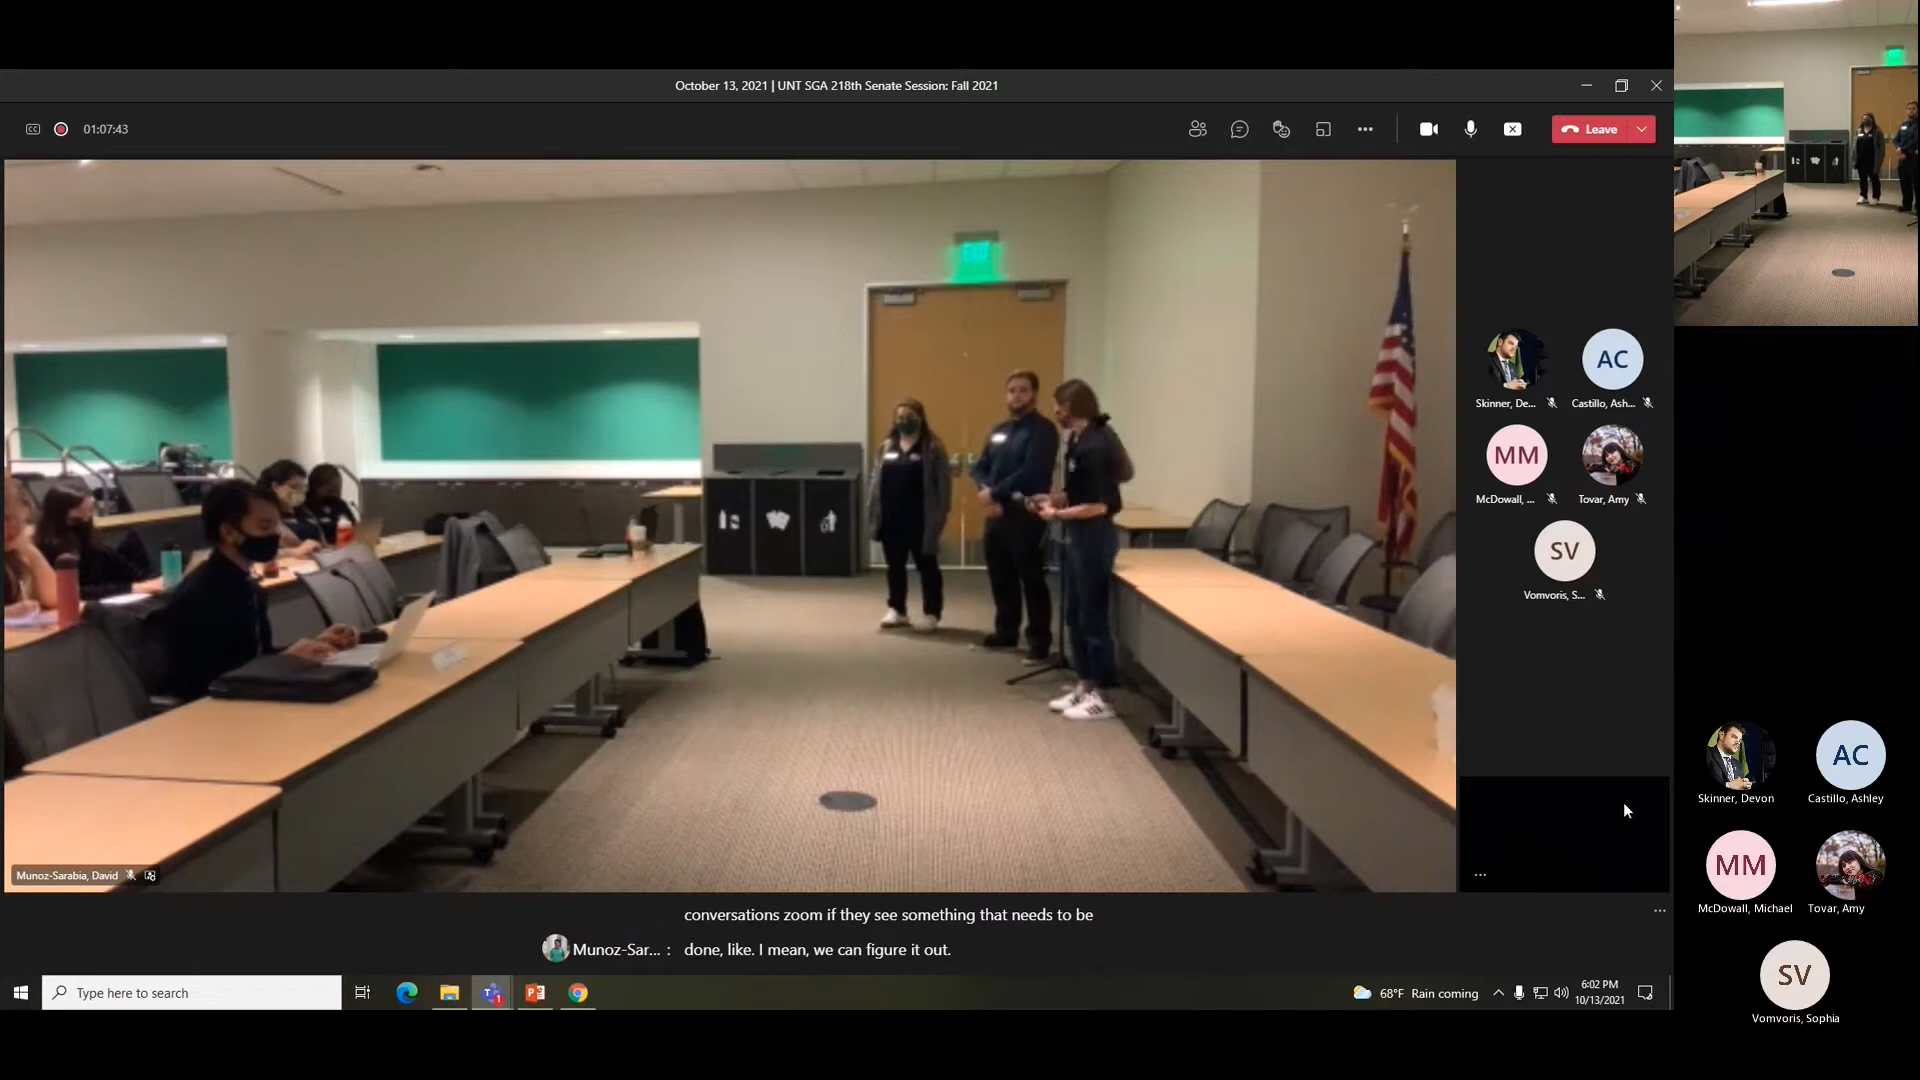 October 13, 2021 | UNT SGA 218th Senate Session: Fall 2021
CC
01:07:43
Leave
Skinner, De...
AC
Castillo, Ash...
MM
McDowall, ...
Tovar, Amy
SV
Vomvoris, S...
Munoz-Sarabia, David
conversations zoom if they see something that needs to be
Munoz-Sar... : done, like. I mean, we can figure it out.
Type here to search
68°F Rain coming
6:02 PM
10/13/2021
Skinner, Devon
AC
Castillo, Ashley
MM
McDowall, Michael
Tovar, Amy
SV
Vomvoris, Sophia